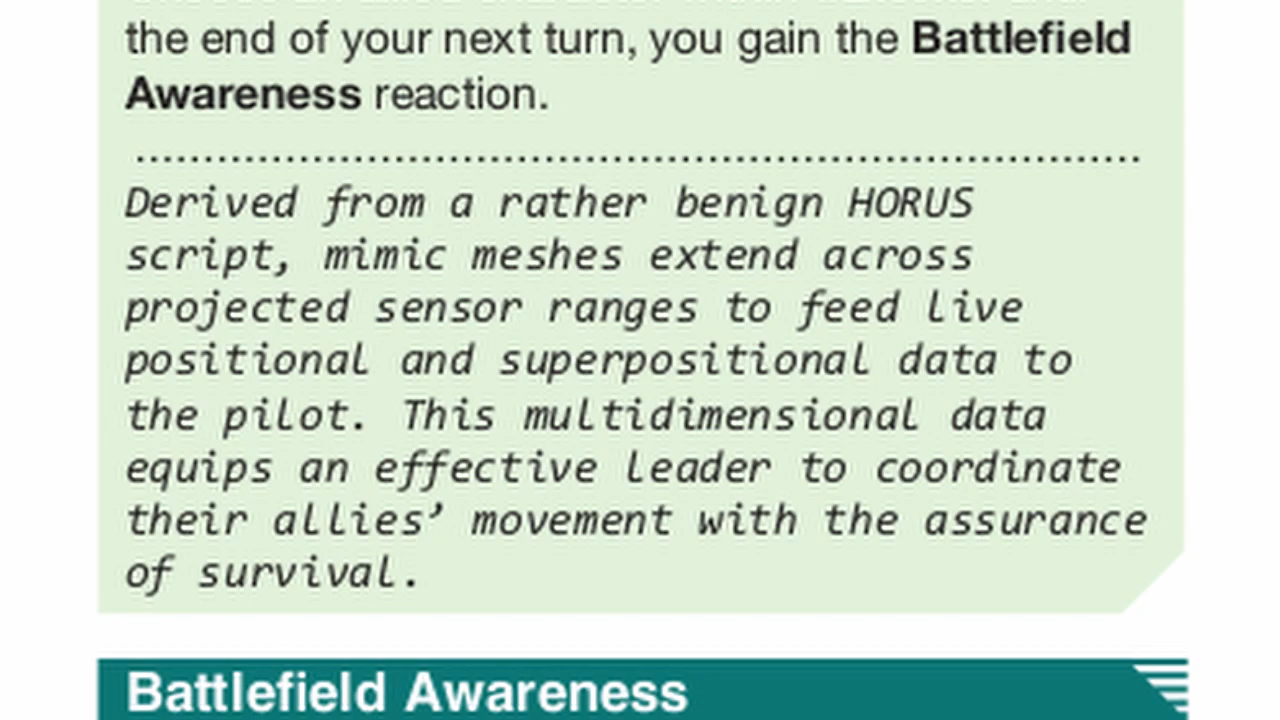 the end of your next turn, you gain the Battlefield
Awareness reaction.
Derived from a rather benign HORUS
script, mimic meshes extend across
projected sensor ranges to feed live
positional and superpositional data to
the pilot. This multidimensional data
equips an effective leader to coordinate
their allies’ movement with the assurance
of survival.
Battlefield Awareness